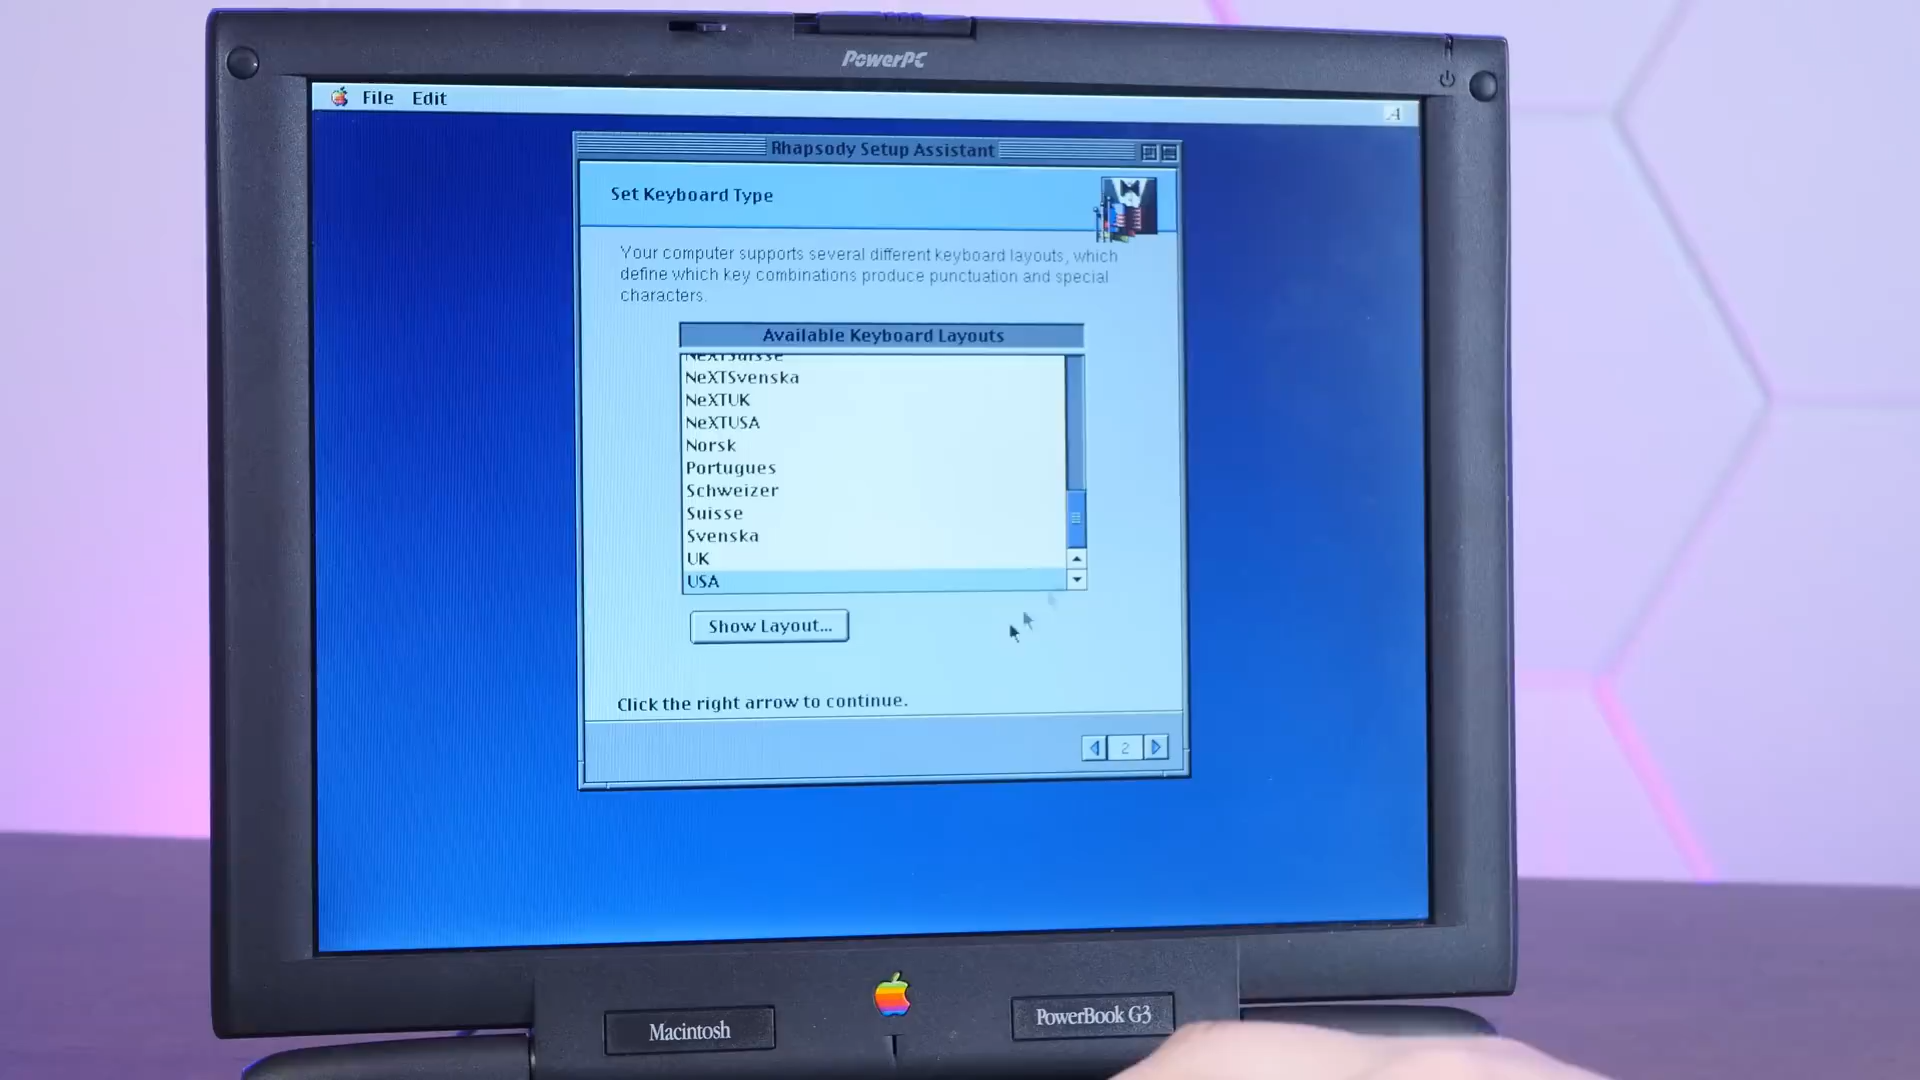 PowerPC
File Edit
A
Rhapsody Setup Assistant
Set Keyboard Type
Your computer supports several different keyboard layouts, which
define which key combinations produce punctuation and special
characters.
Available Keyboard Layouts
NeXTSuisse
NeXTSvenska
NeXTUK
NeXTUSA
Norsk
Portugues
Schweizer
Suisse
Svenska
UK
USA
Show Layout...
Click the right arrow to continue.
2
Macintosh
PowerBook G3